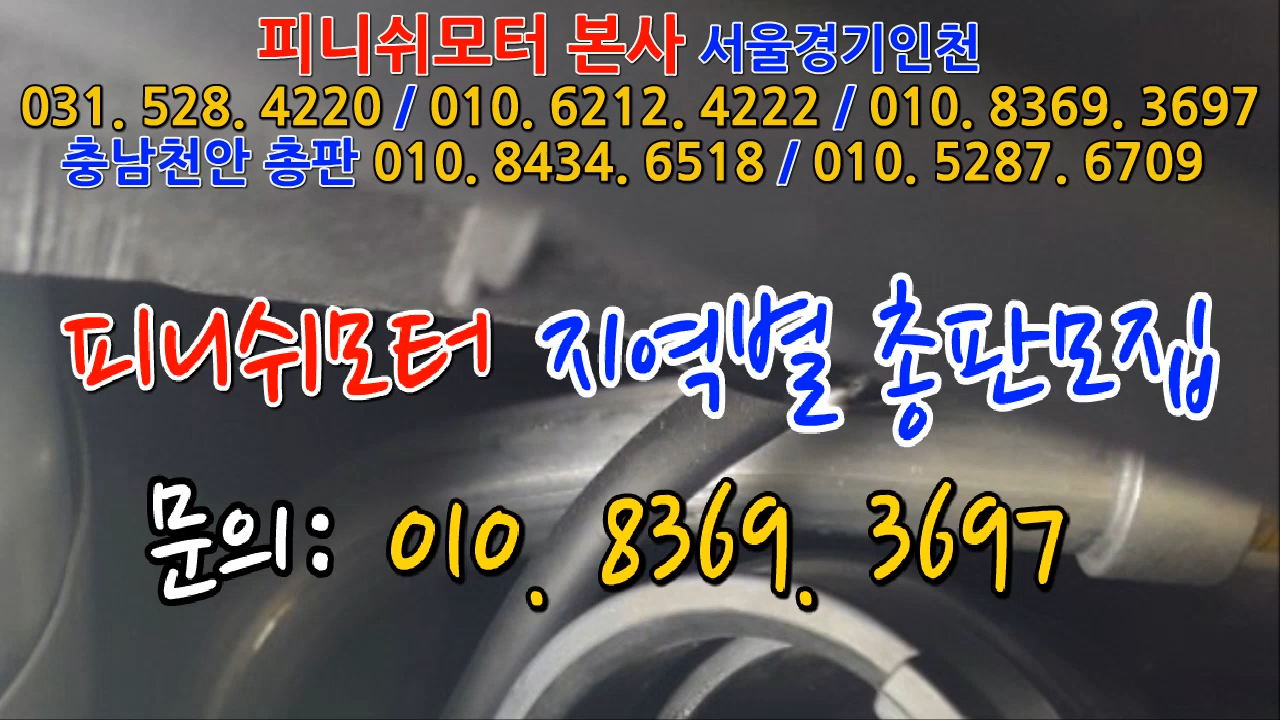 피니쉬모터 본사 서울경기인천
031. 528. 4220 / 010. 6212. 4222 / 010. 8369. 3697
충남천안 총판 010. 8434. 6518 / 010. 5287. 6709
피니쉬모터 지역별 총판모집
문의: 010. 8369. 3697